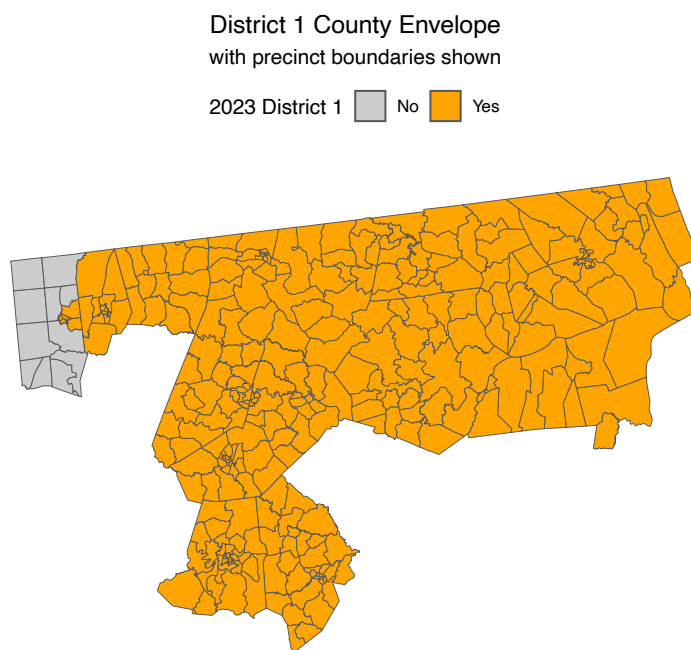 District 1 County Envelope
with precinct boundaries shown
2023 District 1 No Yes